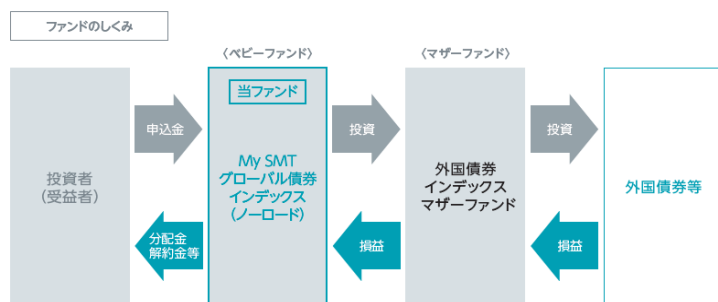 ファンドのしくみ
〈ベビーファンド〉
〈マザーファンド〉
投資者
(受益者)
申込金
分配金
解約金等
当ファンド
My SMT
グローバル債券
インデックス
(ノーロード)
投資
損益
外国債券
インデックス
マザーファンド
投資
損益
外国債券等